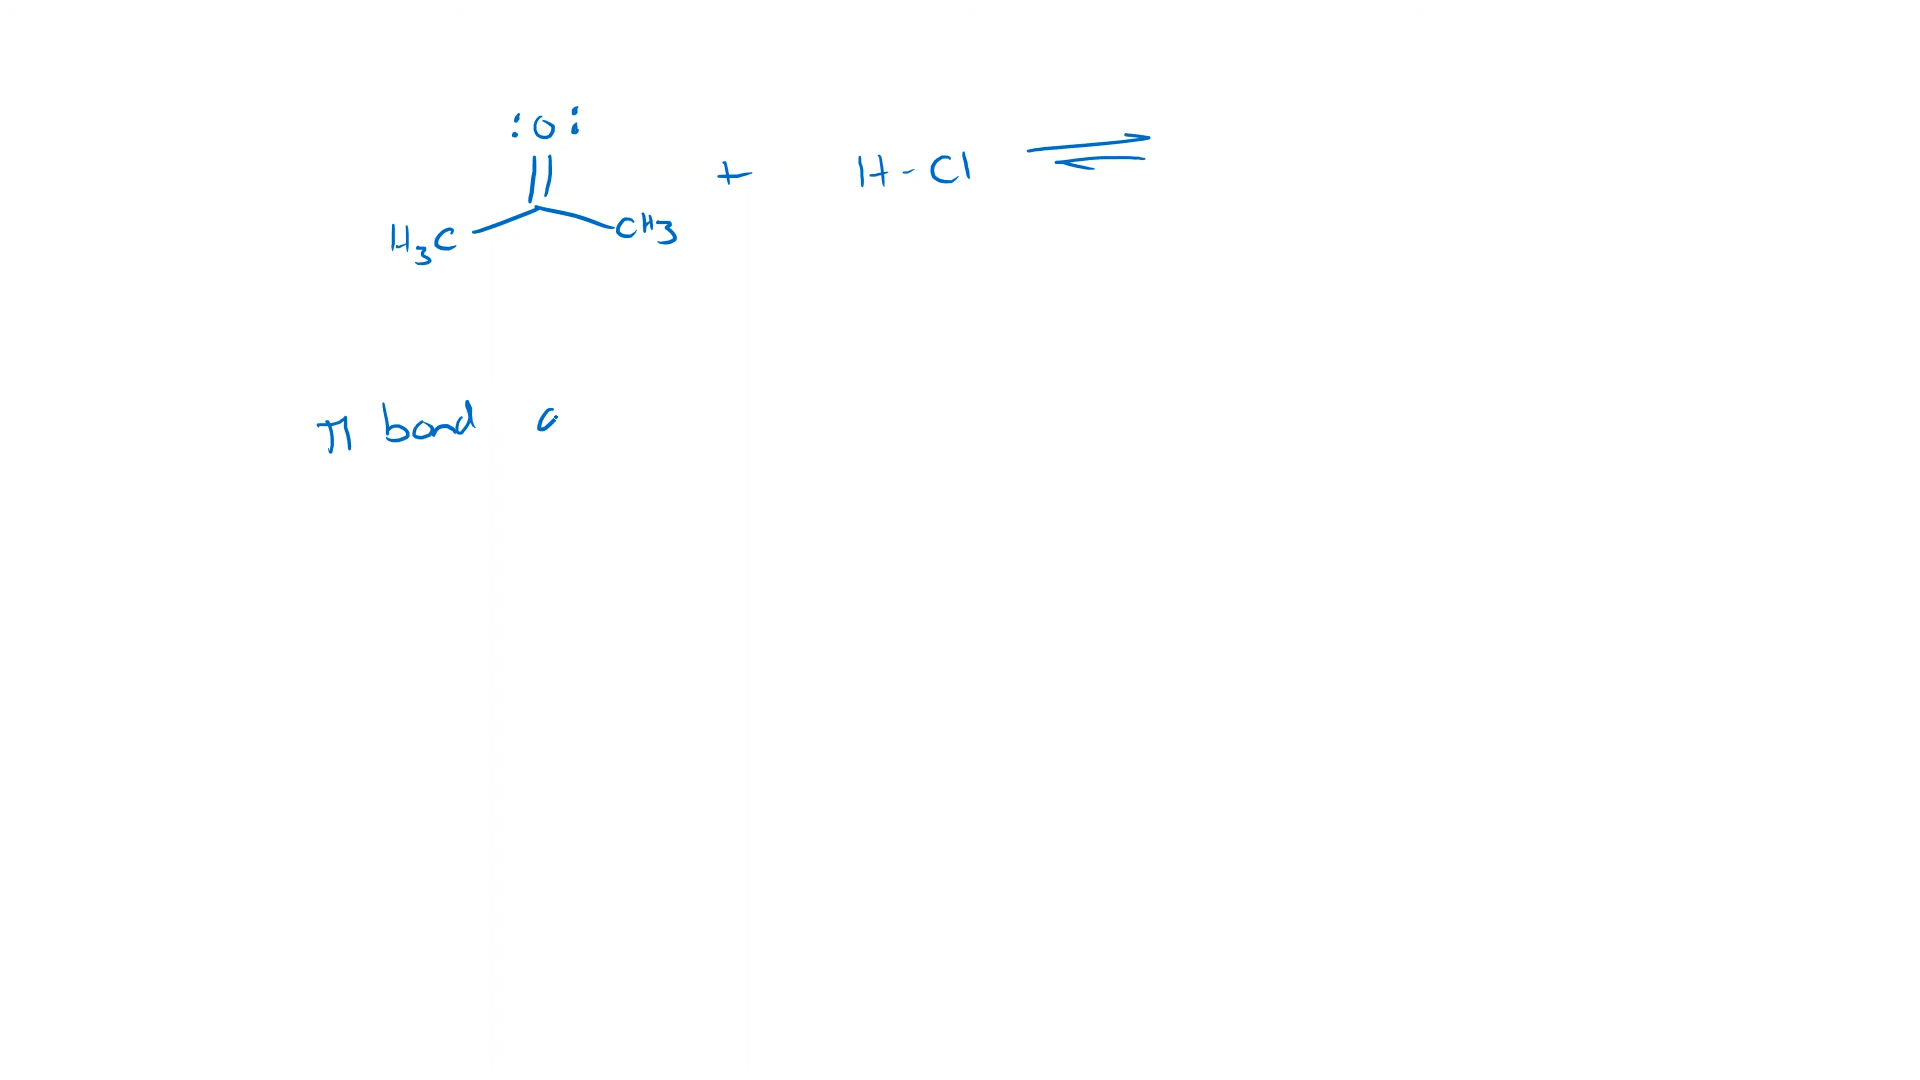 :O:
H3C CH3 + H-Cl ⇌
π bond o